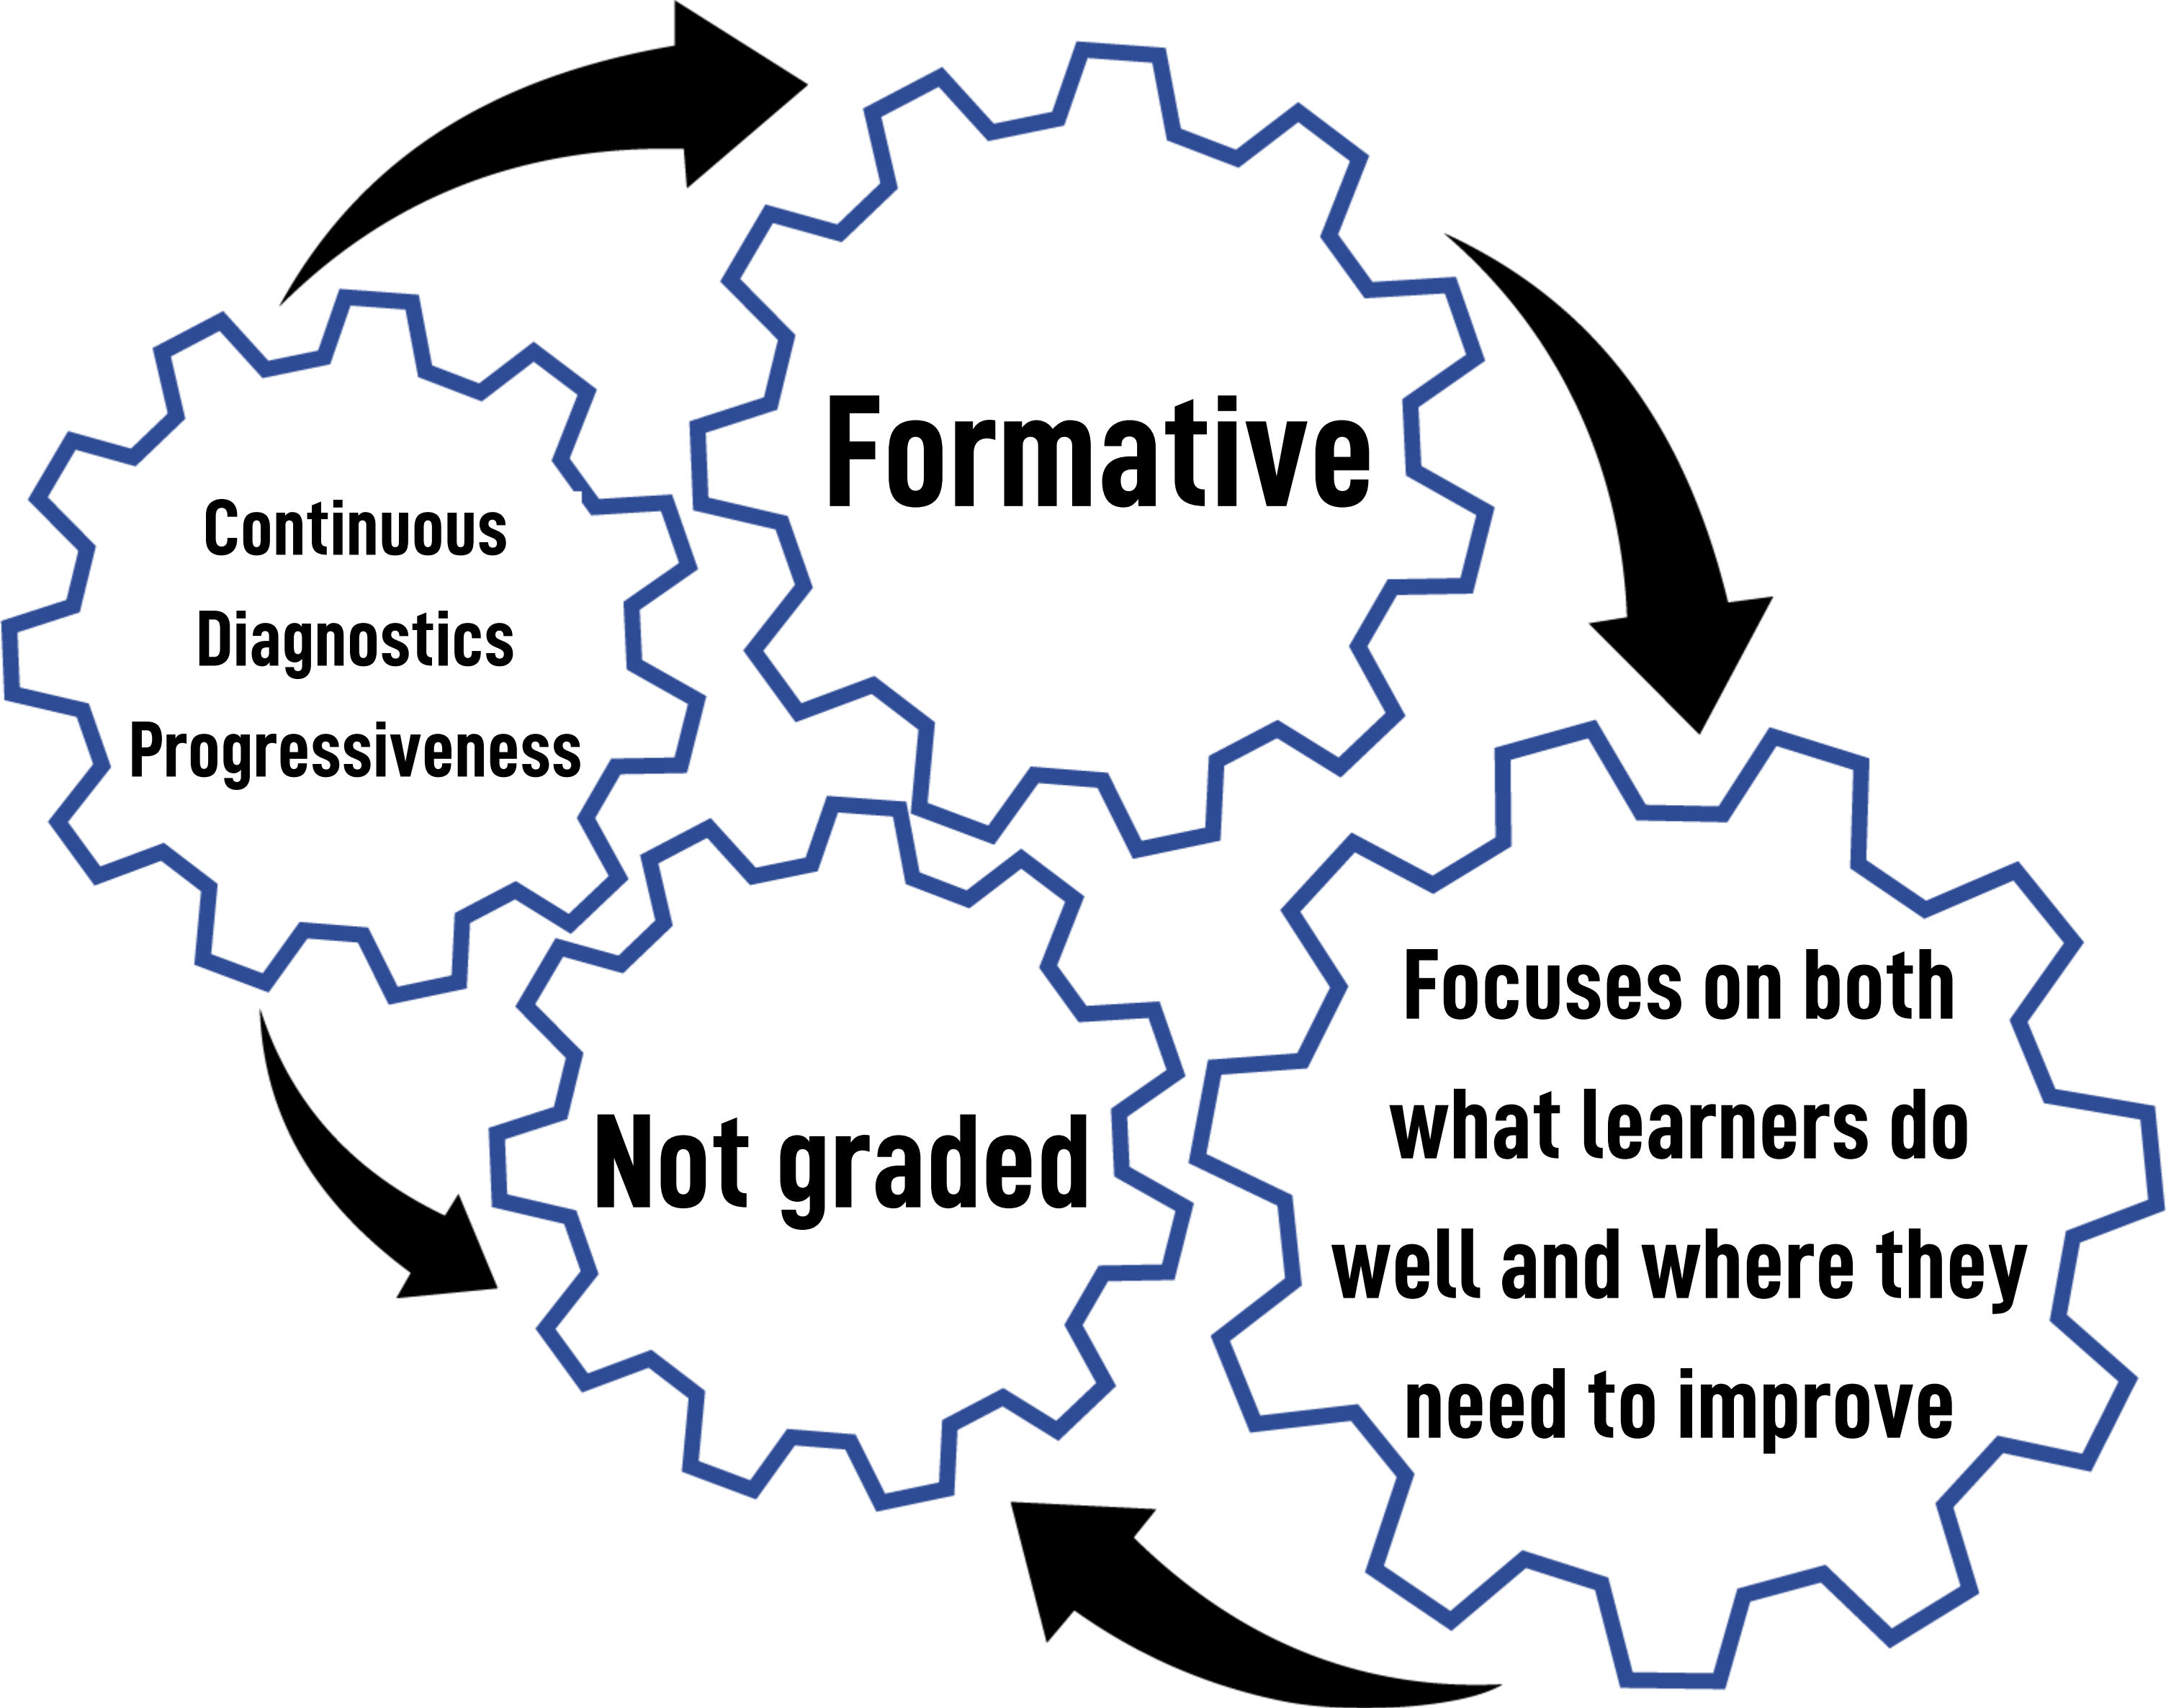 Formative
Continuous
Diagnostics
Progressiveness
Not graded
Focuses on both
what learners do
well and where they
need to improve